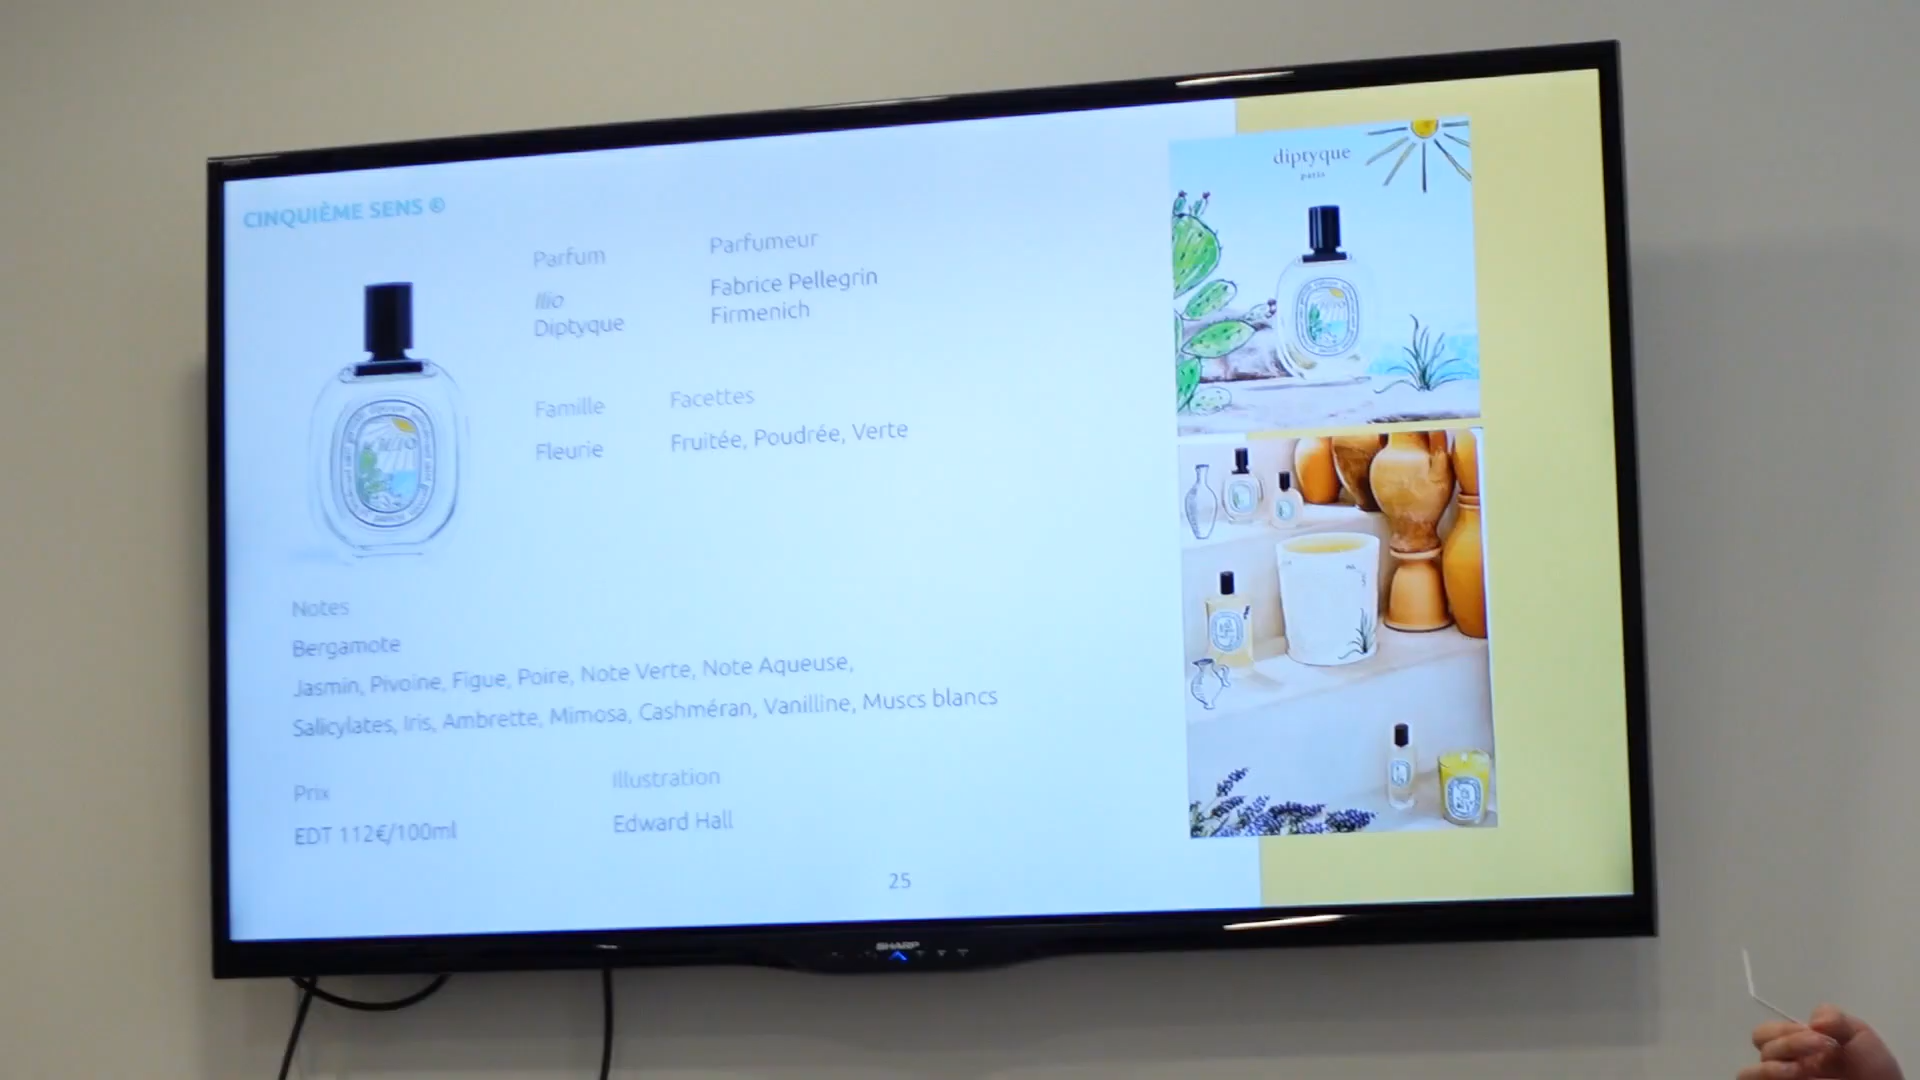 CINQUIÈME SENS ©
Parfum
Ilio
Diptyque
Parfumeur
Fabrice Pellegrin
Firmenich
Famille
Fleurie
Facettes
Fruitée, Poudrée, Verte
Notes
Bergamote
Jasmin, Pivoine, Figue, Poire, Note Verte, Note Aqueuse,
Salicylates, Iris, Ambrette, Mimosa, Cashméran, Vanilline, Muscs blancs
Prix
EDT 112€/100ml
Illustration
Edward Hall
25
diptyque
paris
ILIO
SHARP